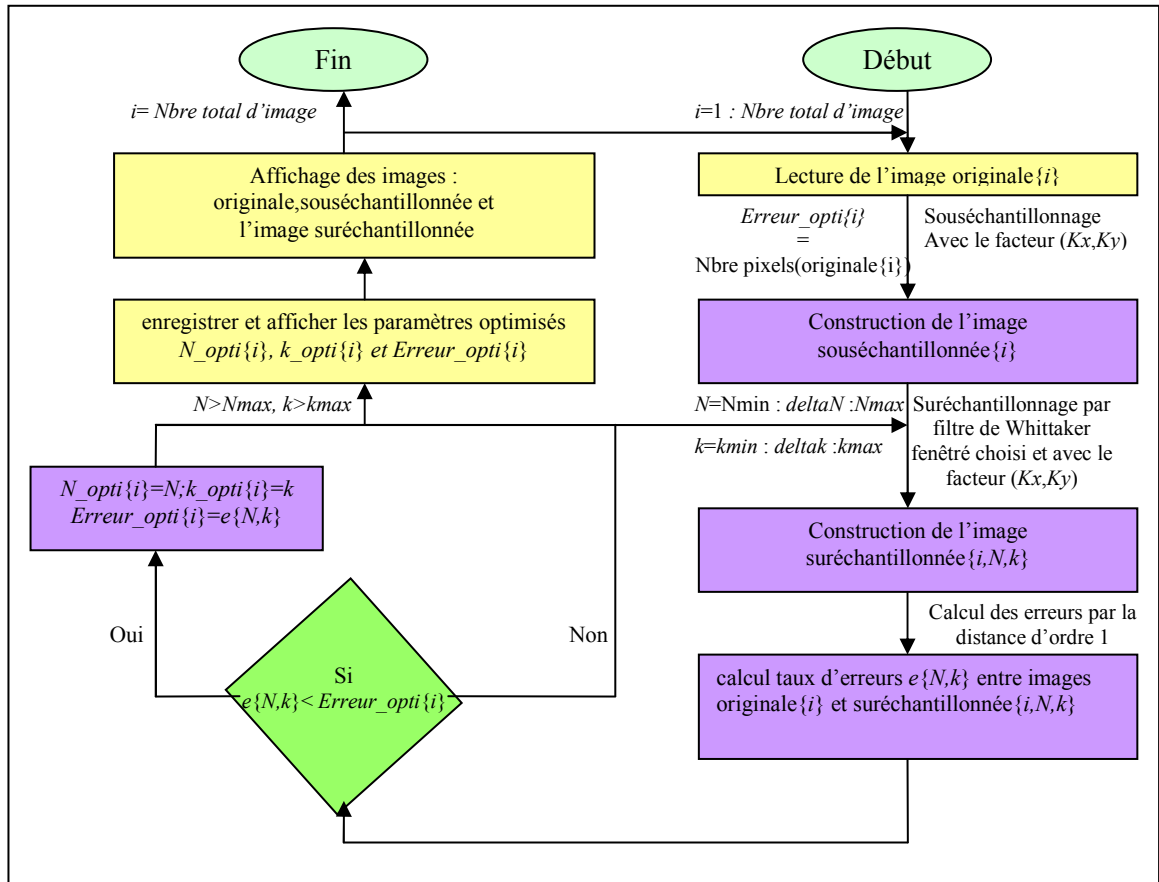 Début
i=1 : Nbre total d'image
Lecture de l'image originale{i}
Erreur_opti{i}
=
Nbre pixels(originale{i})
Souséchantillonnage
Avec le facteur (Kx,Ky)
Construction de l'image
souséchantillonnée{i}
N=Nmin : deltaN :Nmax
k=kmin : deltak :kmax
Suréchantillonnage par
filtre de Whittaker
fenêtré choisi et avec le
facteur (Kx,Ky)
Construction de l'image
suréchantillonnée{i,N,k}
Calcul des erreurs par la
distance d'ordre 1
calcul taux d'erreurs e{N,k} entre images
originale{i} et suréchantillonnée{i,N,k}
Si
e{N,k}< Erreur_opti{i}
Oui
Non
N_opti{i}=N;k_opti{i}=k
Erreur_opti{i}=e{N,k}
N>Nmax, k>kmax
enregistrer et afficher les paramètres optimisés
N_opti{i}, k_opti{i} et Erreur_opti{i}
Affichage des images :
originale,souséchantillonnée et
l'image suréchantillonnée
i= Nbre total d'image
Fin